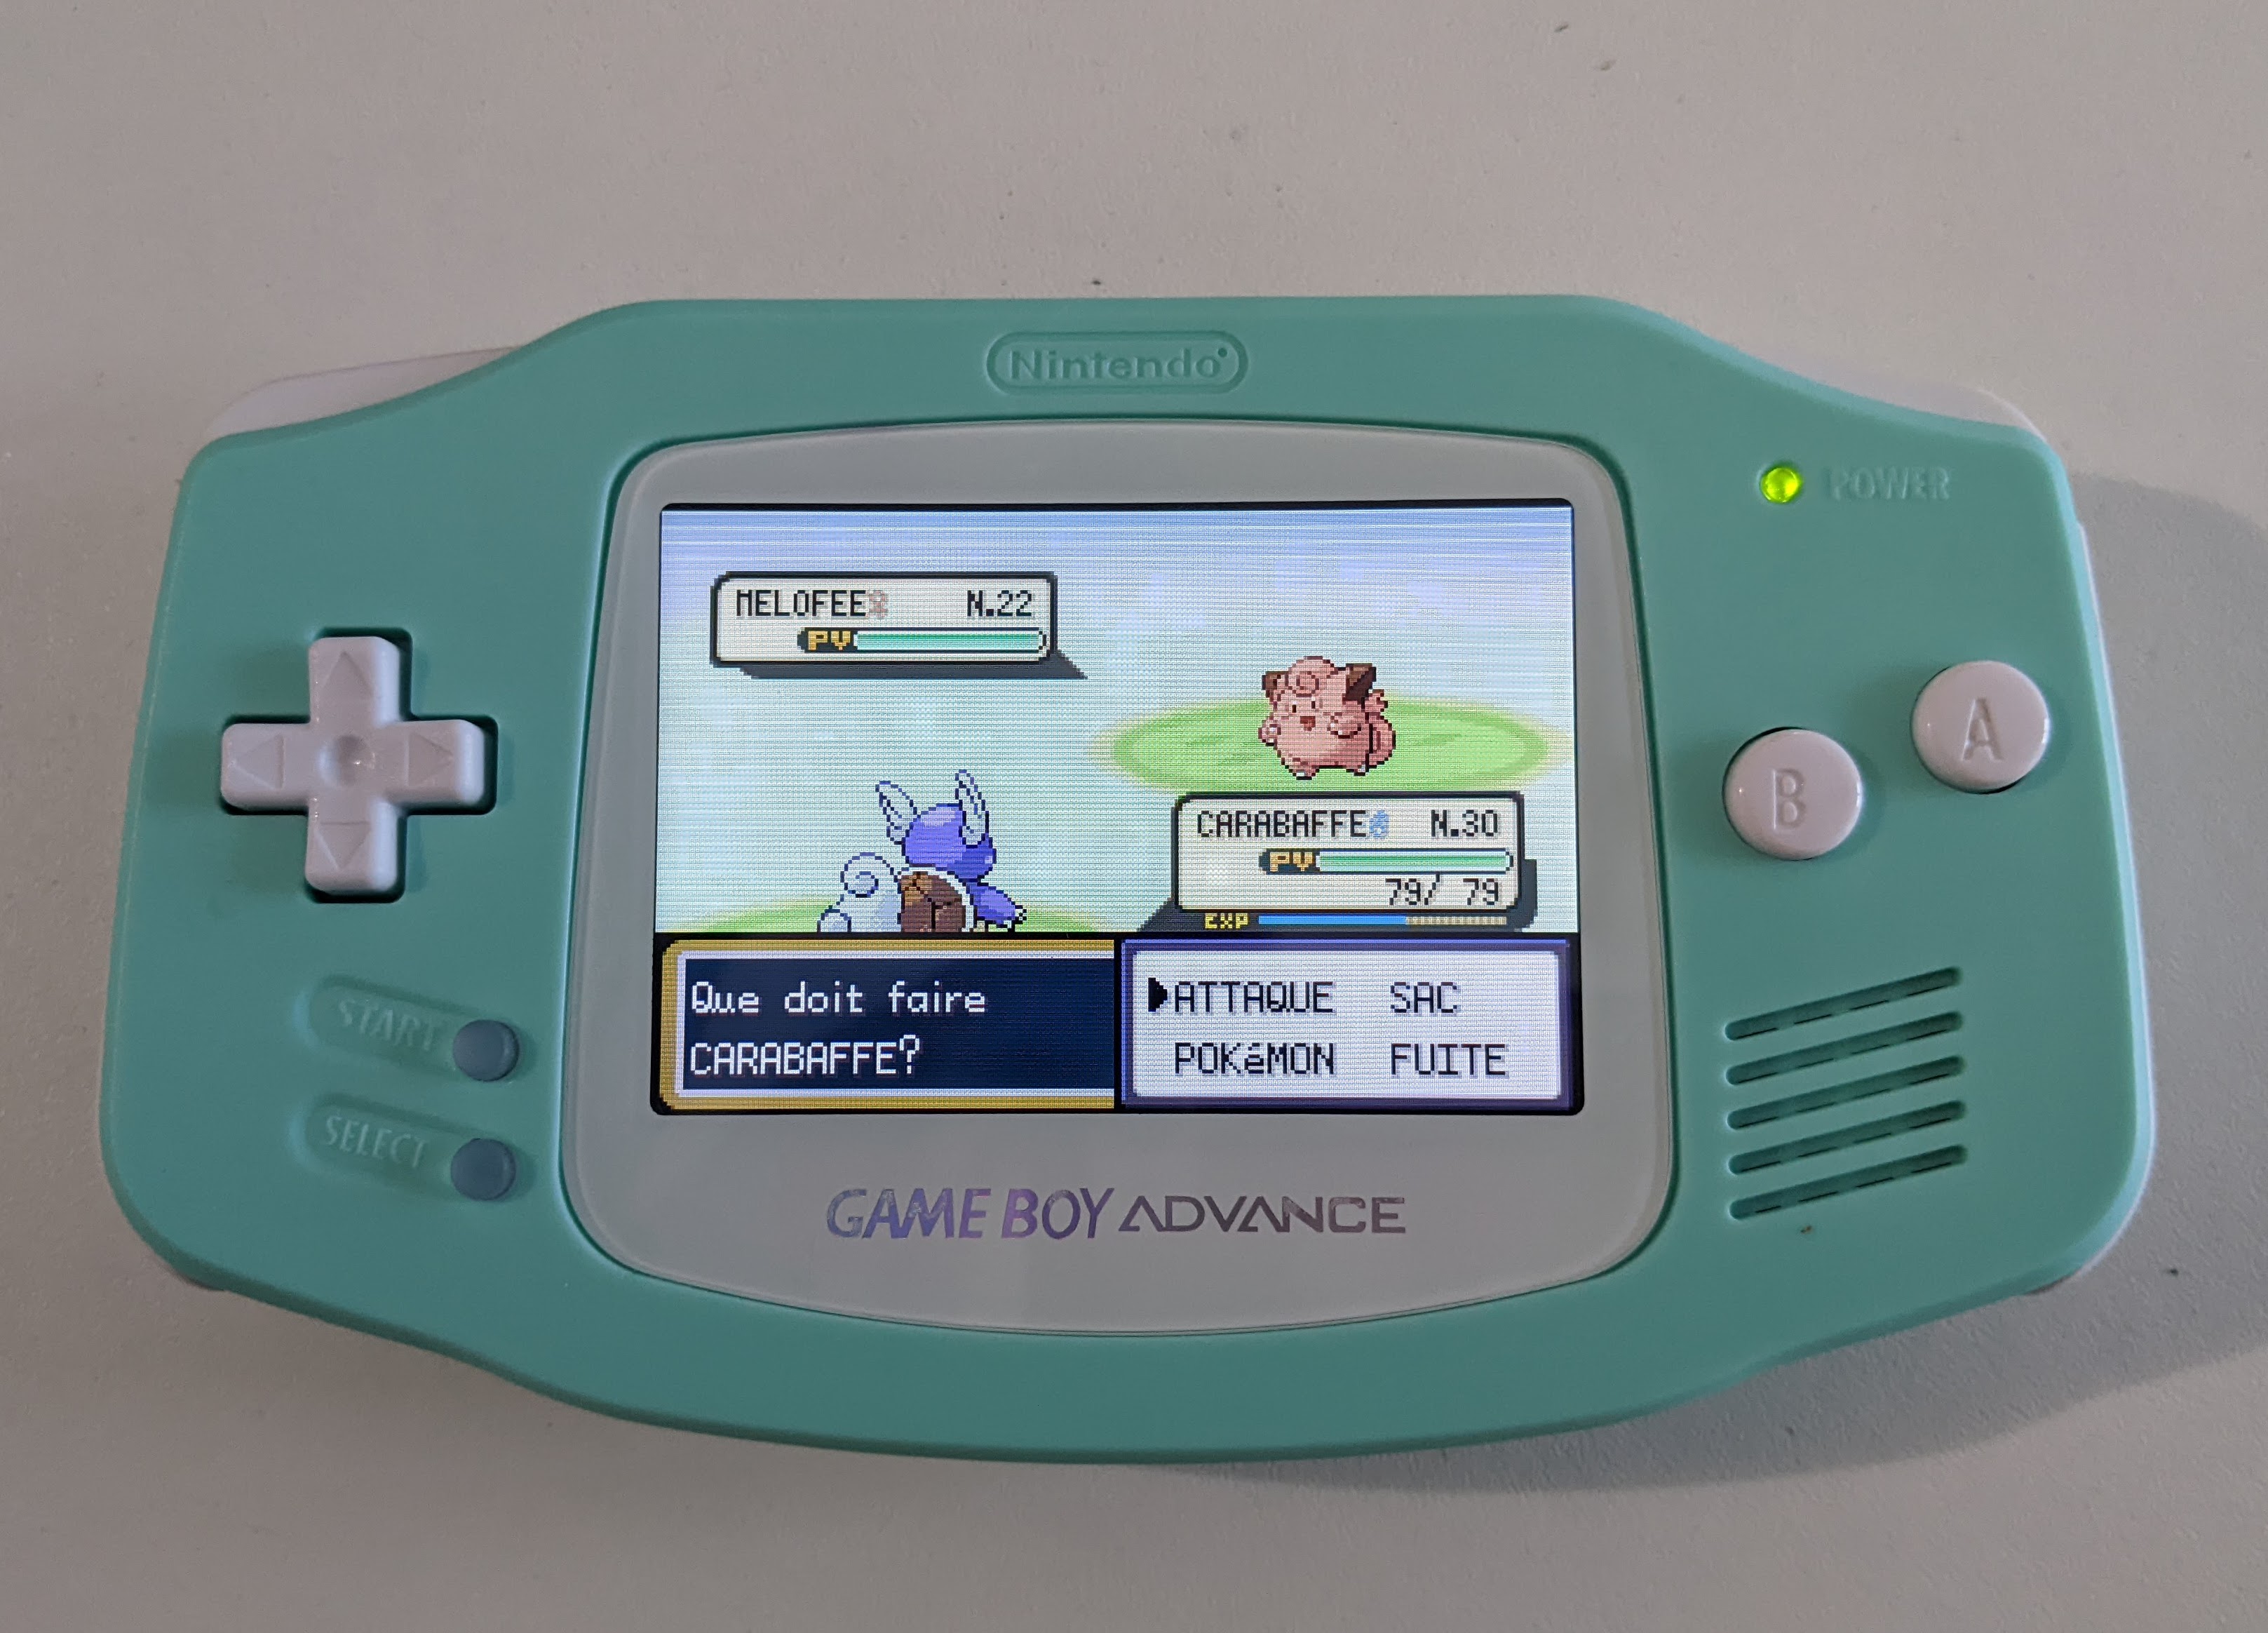 Nintendo
POWER
MELOFEE♀ N.22
PV
CARABAFFE♂ N.30
PV
79/ 79
EXP
Que doit faire
CARABAFFE?
ATTAQUE SAC
POKéMON FUITE
A
B
START
SELECT
GAME BOY ADVANCE